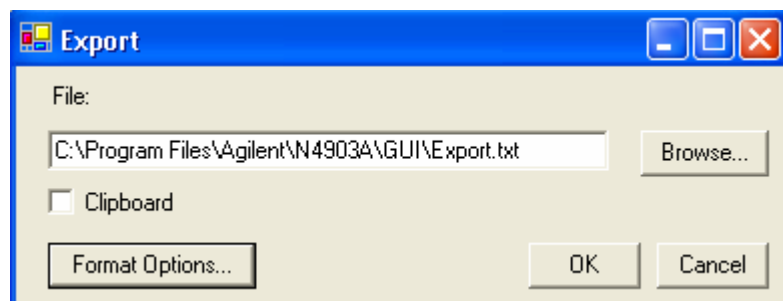 Export
File:
C:\Program Files\Agilent\N4903A\GUI\Export.txt
Browse...
Clipboard
Format Options...
OK
Cancel